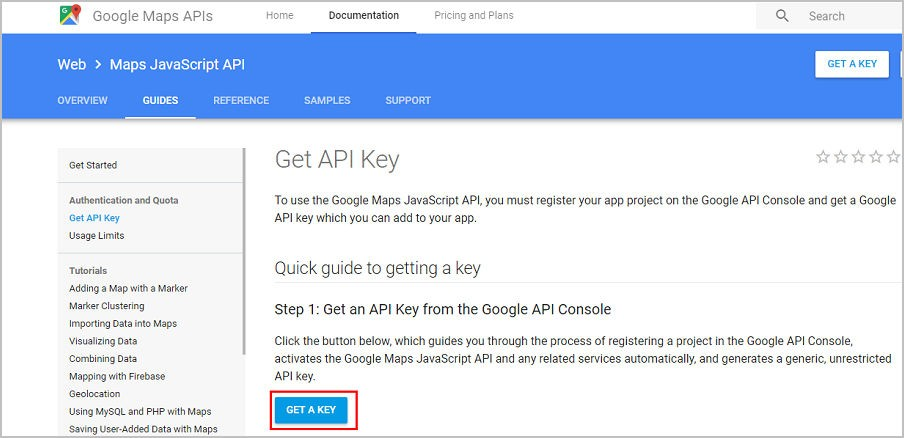 Google Maps APIs
Home
Documentation
Pricing and Plans
Search
Web > Maps JavaScript API
GET A KEY
OVERVIEW
GUIDES
REFERENCE
SAMPLES
SUPPORT
Get Started
Authentication and Quota
Get API Key
Usage Limits
Tutorials
Adding a Map with a Marker
Marker Clustering
Importing Data into Maps
Visualizing Data
Combining Data
Mapping with Firebase
Geolocation
Using MySQL and PHP with Maps
Saving User-Added Data with Maps
Get API Key
To use the Google Maps JavaScript API, you must register your app project on the Google API Console and get a Google
API key which you can add to your app.
Quick guide to getting a key
Step 1: Get an API Key from the Google API Console
Click the button below, which guides you through the process of registering a project in the Google API Console,
activates the Google Maps JavaScript API and any related services automatically, and generates a generic, unrestricted
API key.
GET A KEY